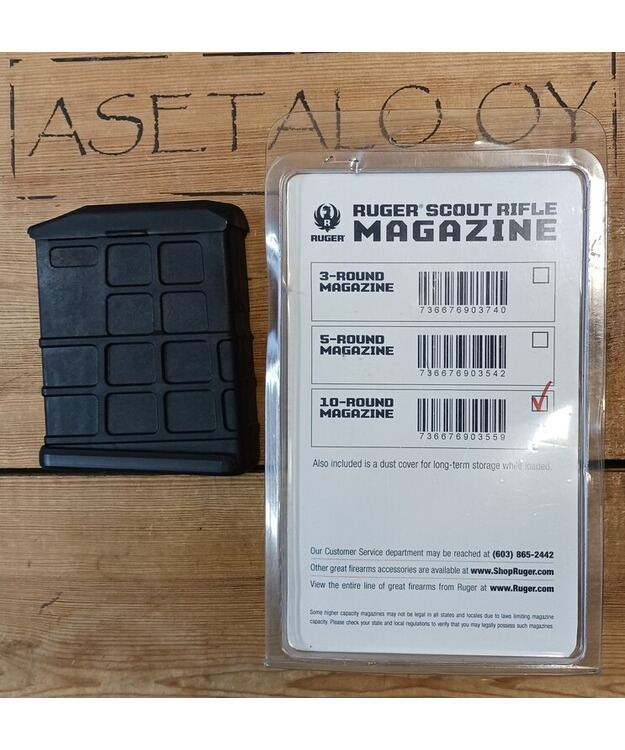 ASETALO OY
RUGER® SCOUT RIFLE
MAGAZINE
RUGER®
3-ROUND
MAGAZINE
736676903740
5-ROUND
MAGAZINE
736676903542
10-ROUND
MAGAZINE
736676903559
Also included is a dust cover for long-term storage when loaded.
Our Customer Service department may be reached at (603) 865-2442
Other great firearms accessories are available at www.ShopRuger.com
View the entire line of great firearms from Ruger at www.Ruger.com
Some higher capacity magazines may not be legal in all states and locales due to laws limiting magazine
capacity. Please check your state and local regulations to verify that you may legally possess such magazines.